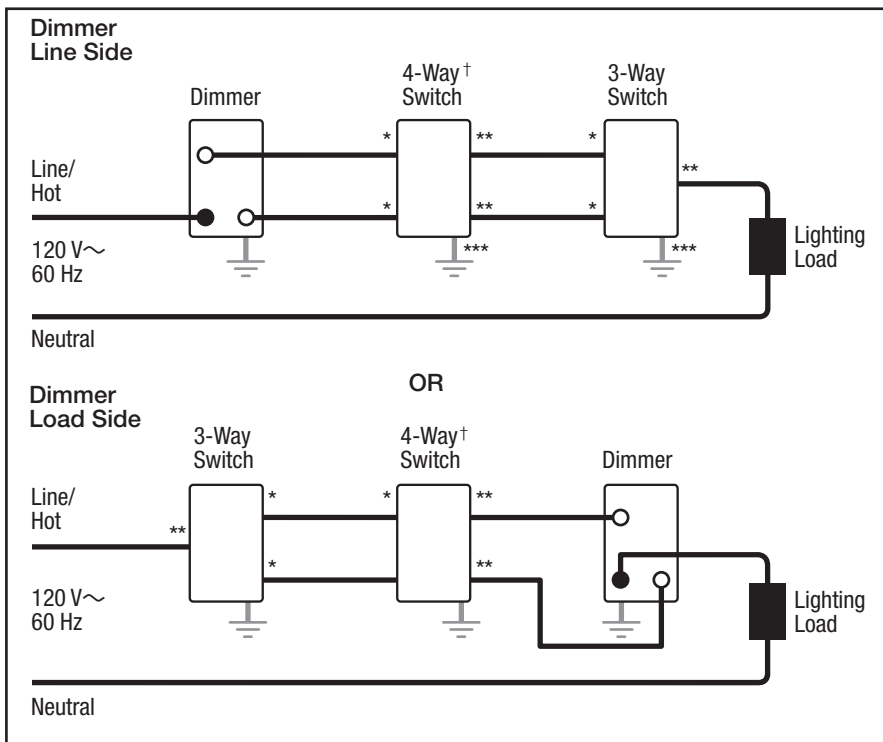 Dimmer
Line Side
Dimmer
4-Way†
Switch
3-Way
Switch
Line/
Hot
120 V~
60 Hz
Neutral
* ** *
**
* ** *
*** ***
Lighting
Load
OR
Dimmer
Load Side
3-Way
Switch
4-Way†
Switch
Dimmer
Line/
Hot
**
* * **
* **
120 V~
60 Hz
Neutral
Lighting
Load